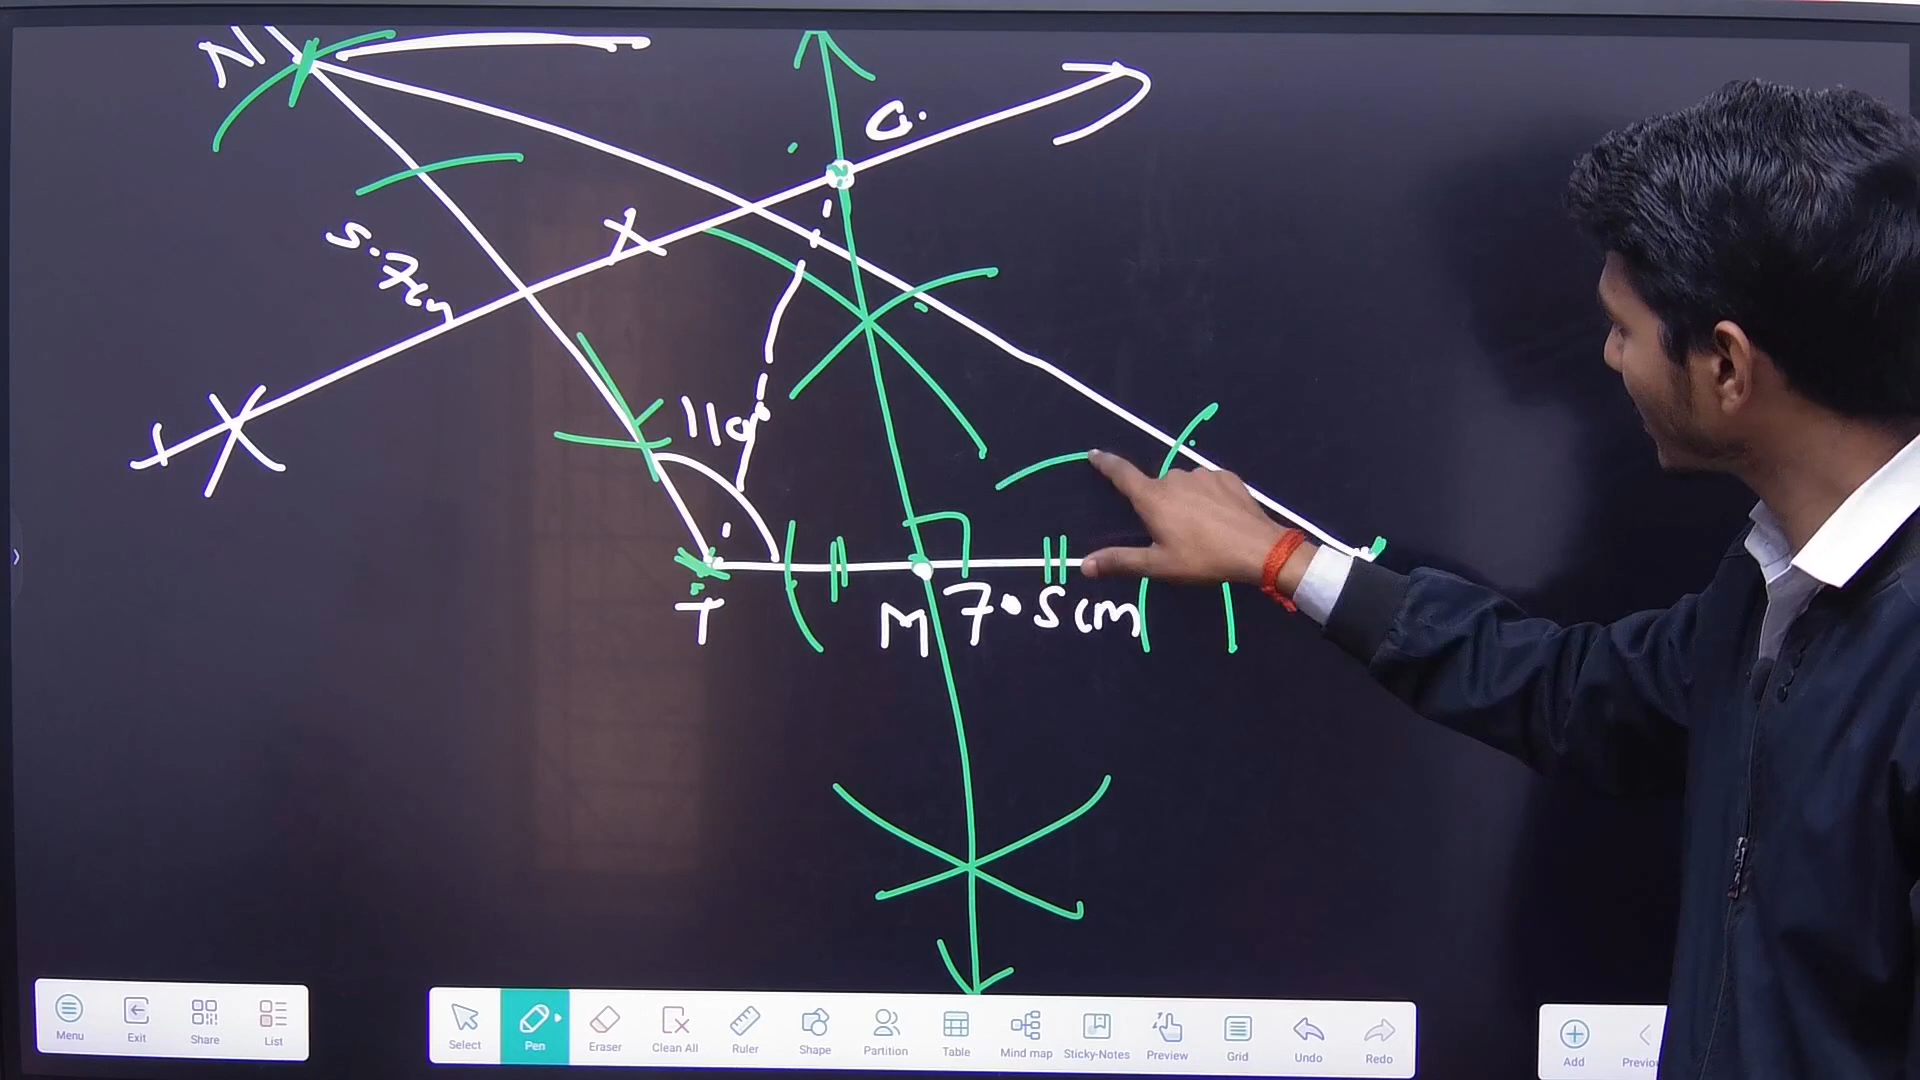 N
C.
5.7cm
110°
T
M 7.5cm
Menu
Exit
Share
List
Select
Pen
Eraser
Clean All
Ruler
Shape
Partition
Table
Mind map
Sticky-Notes
Preview
Grid
Undo
Redo
Add
Previou